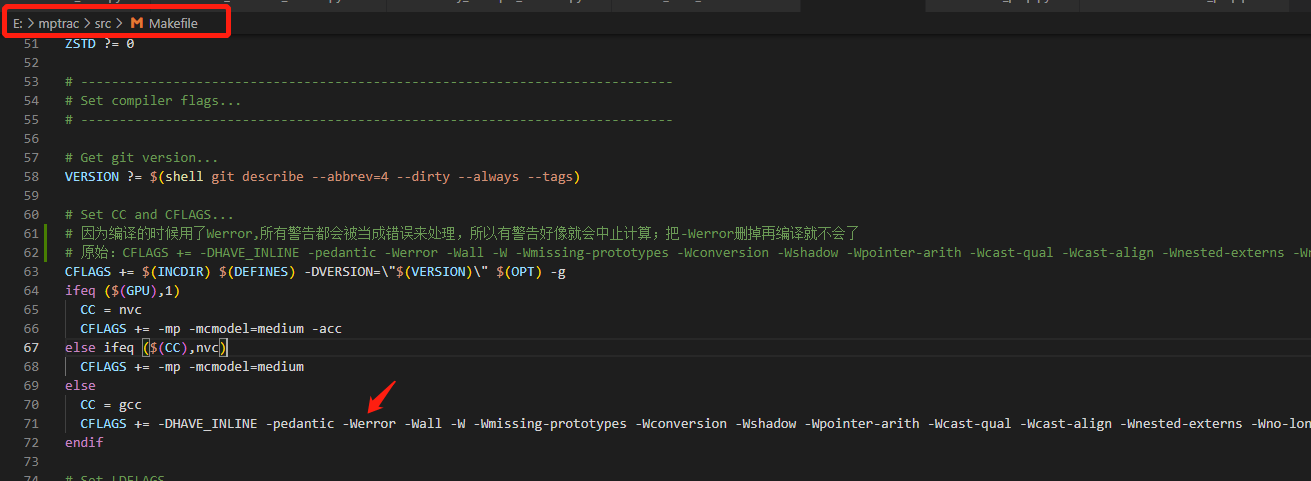 E: > mptrac > src > M Makefile
51 ZSTD ?= 0
52
53 # -----------------------------------------------------------------------------
54 # Set compiler flags...
55 # -----------------------------------------------------------------------------
56
57 # Get git version...
58 VERSION ?= $(shell git describe --abbrev=4 --dirty --always --tags)
59
60 # Set CC and CFLAGS...
61 # 因为编译的时候用了Werror,所有警告都会被当成错误来处理，所以有警告好像就会中止计算；把-Werror删掉再编译就不会了
62 # 原始: CFLAGS += -DHAVE_INLINE -pedantic -Werror -Wall -W -Wmissing-prototypes -Wconversion -Wshadow -Wpointer-arith -Wcast-qual -Wcast-align -Wnested-externs
63 CFLAGS += $(INCDIR) $(DEFINES) -DVERSION=\"$(VERSION)\" $(OPT) -g
64 ifeq ($(GPU),1)
65 CC = nvc
66 CFLAGS += -mp -mcmodel=medium -acc
67 else ifeq ($(CC),nvc)
68 CFLAGS += -mp -mcmodel=medium
69 else
70 CC = gcc
71 CFLAGS += -DHAVE_INLINE -pedantic -Werror -Wall -W -Wmissing-prototypes -Wconversion -Wshadow -Wpointer-arith -Wcast-qual -Wcast-align -Wnested-externs -Wno-lon
72 endif
73
74 # Set LDFLAGS